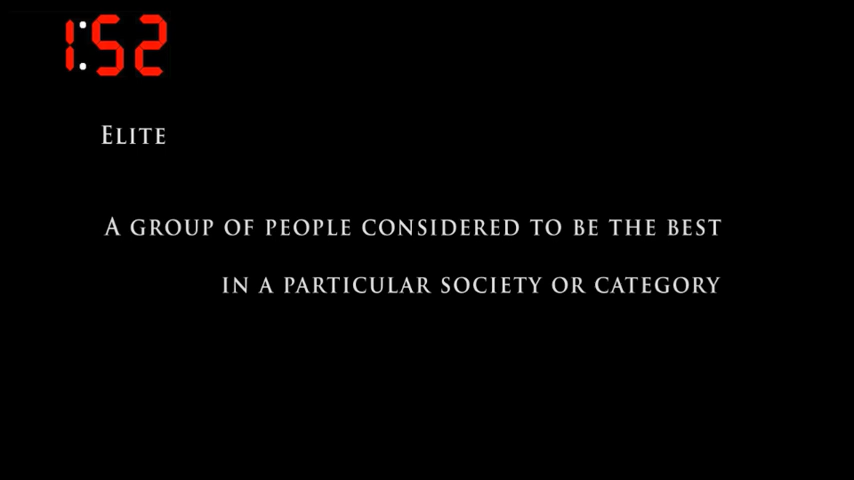 1:52
Elite
A group of people considered to be the best
in a particular society or category